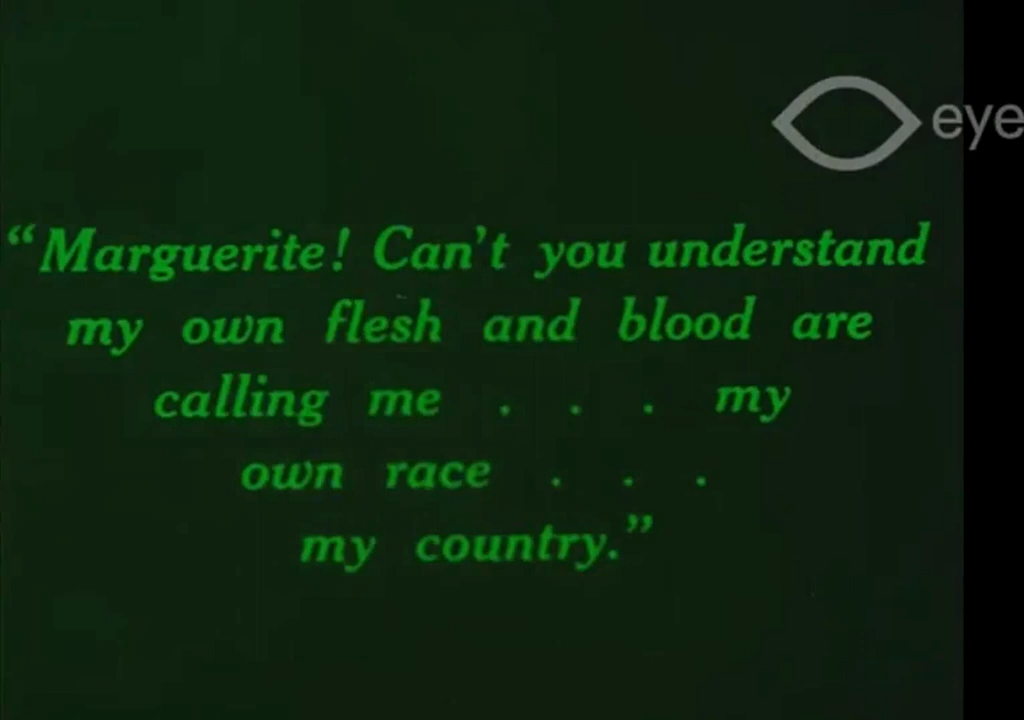 eye
“Marguerite! Can't you understand
my own flesh and blood are
calling me . . . my
own race . . .
my country.”